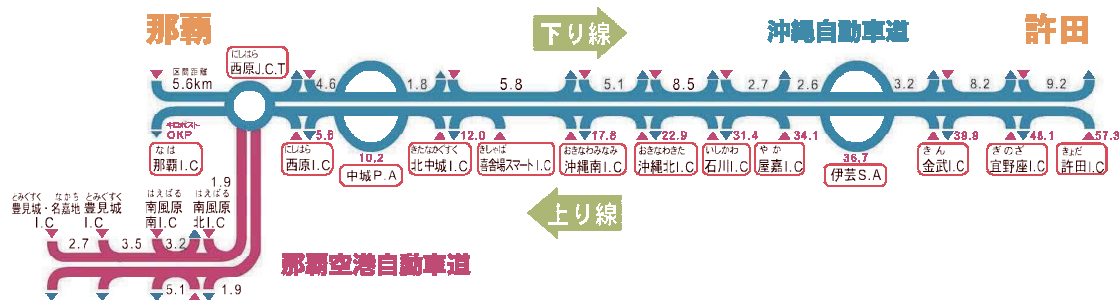 那覇
下り線
沖縄自動車道
許田
にしはら
西原J.C.T
区間距離
5.6km
4.6
1.8
5.8
5.1
8.5
2.7
2.6
3.2
8.2
9.2
キロポスト
0KP
5.6
10.2
12.0
17.8
22.9
31.4
34.1
36.7
39.9
48.1
57.3
なは
那覇I.C
にしはら
西原I.C
中城P.A
きたなかぐすく
北中城I.C
きしゃば
喜舎場スマートI.C
おきなわみなみ
沖縄南I.C
おきなわきた
沖縄北I.C
いしかわ
石川I.C
やか
屋嘉I.C
伊芸S.A
きん
金武I.C
ぎのざ
宜野座I.C
きょだ
許田I.C
1.9
とみぐすく なかち
豊見城・名嘉地
I.C
とみぐすく
豊見城
I.C
はえばる
南風原
南I.C
はえばる
南風原
北I.C
上り線
2.7
3.5
3.2
那覇空港自動車道
5.1
1.9